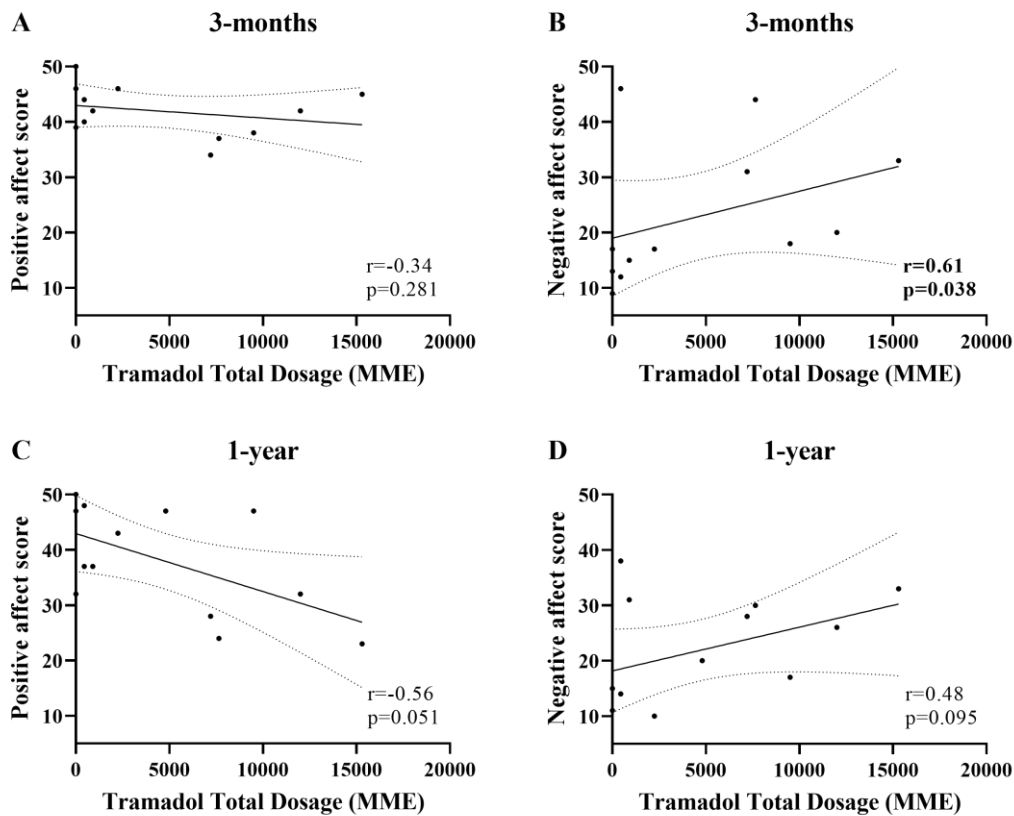 A
3-months
Positive affect score
50
40
30
20
10
r=-0.34
p=0.281
0
5000
10000
15000
20000
Tramadol Total Dosage (MME)
B
3-months
Negative affect score
50
40
30
20
10
r=0.61
p=0.038
0
5000
10000
15000
20000
Tramadol Total Dosage (MME)
C
1-year
Positive affect score
50
40
30
20
10
r=-0.56
p=0.051
0
5000
10000
15000
20000
Tramadol Total Dosage (MME)
D
1-year
Negative affect score
50
40
30
20
10
r=0.48
p=0.095
0
5000
10000
15000
20000
Tramadol Total Dosage (MME)